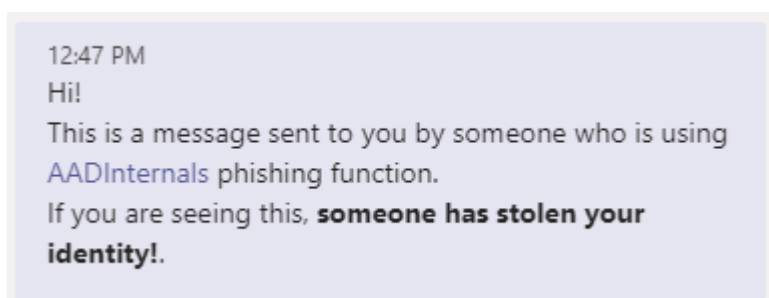 12:47 PM
Hi!
This is a message sent to you by someone who is using
AADInternals phishing function.
If you are seeing this, someone has stolen your
identity!.